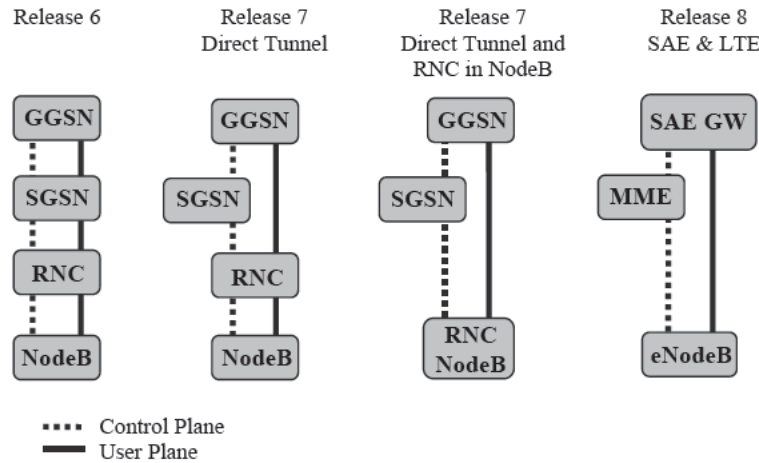 Release 6
Release 7
Direct Tunnel
Release 7
Direct Tunnel and
RNC in NodeB
Release 8
SAE & LTE
GGSN
SGSN
RNC
NodeB
GGSN
SGSN
RNC
NodeB
GGSN
SGSN
RNC
NodeB
SAE GW
MME
eNodeB
Control Plane
User Plane